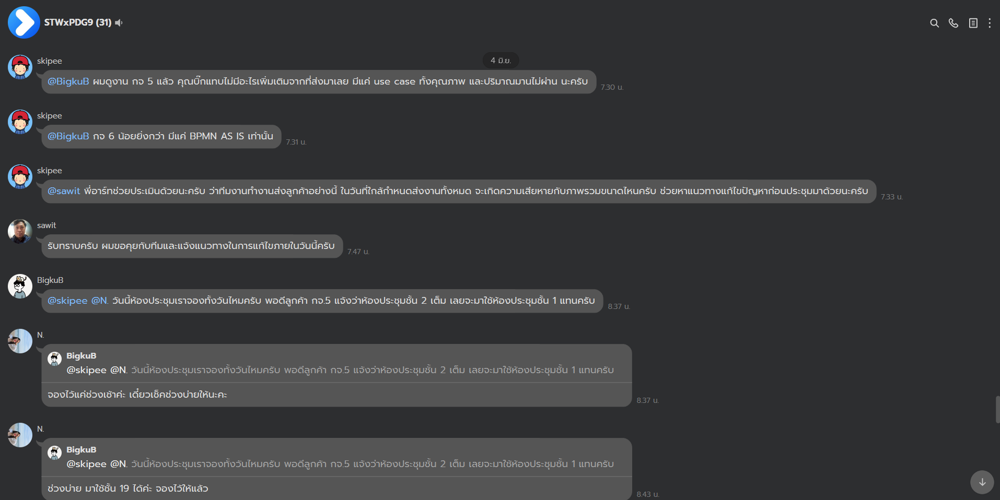 STWxPDG9 (31)
4 มิ.ย.
skipee
@BigkuB ผมดูงาน กจ 5 แล้ว คุณบิ๊กแทบไม่มีอะไรเพิ่มเติมจากที่ส่งมาเลย มีแค่ use case ทั้งคุณภาพ และปริมาณมานไม่ผ่าน นะครับ
7.30 น.
skipee
@BigkuB กจ 6 น้อยยิ่งกว่า มีแค่ BPMN AS IS เท่านั้น
7.31 น.
skipee
@sawit พี่อาร์ทช่วยประเมินด้วยนะครับ ว่าทีมงานทำงานส่งลูกค้าอย่างนี้ ในวันที่ใกล้กำหนดส่งงานทั้งหมด จะเกิดความเสียหายกับภาพรวมขนาดไหนครับ ช่วยหาแนวทางแก้ไขปัญหาก่อนประชุมมาด้วยนะครับ
7.33 น.
sawit
รับทราบครับ ผมขอคุยกับทีมและแจ้งแนวทางในการแก้ไขภายในวันนี้ครับ
7.47 น.
BigkuB
@skipee @N. วันนี้ห้องประชุมเราจองทั้งวันไหมครับ พอดีลูกค้า กจ.5 แจ้งว่าห้องประชุมชั้น 2 เต็ม เลยจะมาใช้ห้องประชุมชั้น 1 แทนครับ
8.37 น.
N.
BigkuB
@skipee @N. วันนี้ห้องประชุมเราจองทั้งวันไหมครับ พอดีลูกค้า กจ.5 แจ้งว่าห้องประชุมชั้น 2 เต็ม เลยจะมาใช้ห้องประชุมชั้น 1 แทนครับ
จองไว้แค่ช่วงเช้าค่ะ เดี๋ยวเช็คช่วงบ่ายให้นะคะ
8.37 น.
N.
BigkuB
@skipee @N. วันนี้ห้องประชุมเราจองทั้งวันไหมครับ พอดีลูกค้า กจ.5 แจ้งว่าห้องประชุมชั้น 2 เต็ม เลยจะมาใช้ห้องประชุมชั้น 1 แทนครับ
ช่วงบ่าย มาใช้ชั้น 19 ได้ค่ะ จองไว้ให้แล้ว
8.43 น.